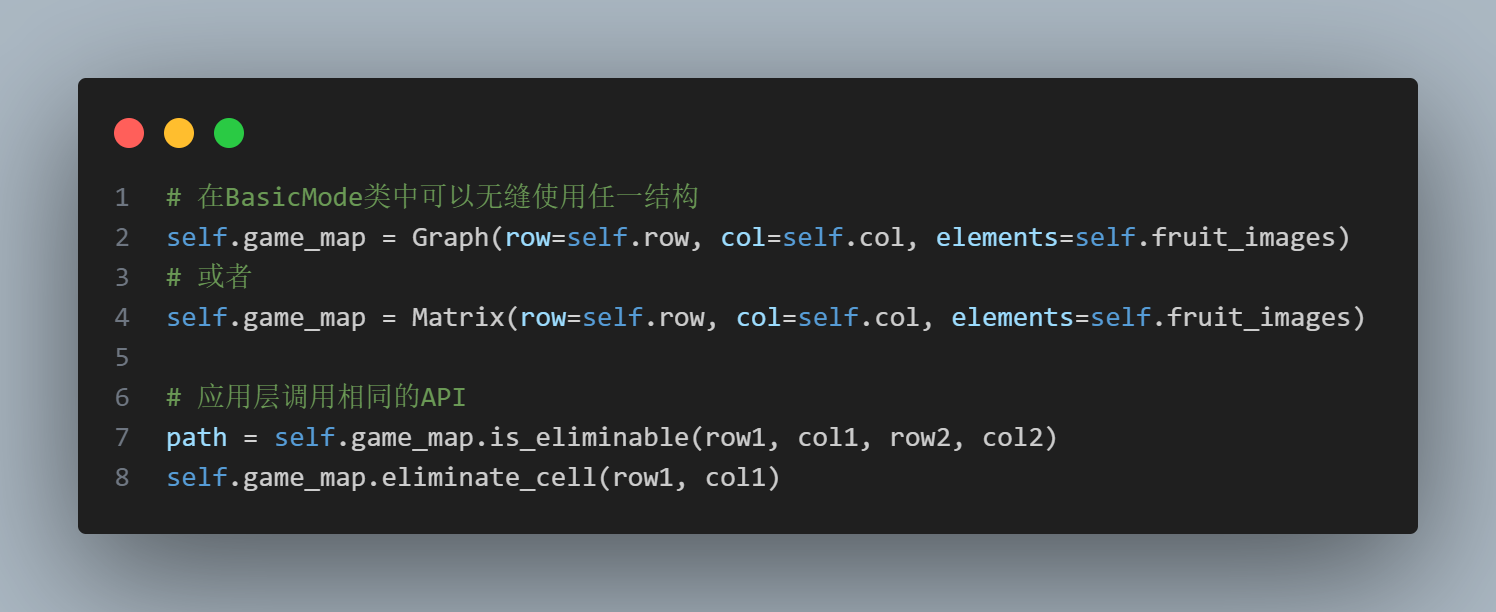 1 # 在BasicMode类中可以无缝使用任一结构
2 self.game_map = Graph(row=self.row, col=self.col, elements=self.fruit_images)
3 # 或者
4 self.game_map = Matrix(row=self.row, col=self.col, elements=self.fruit_images)
5
6 # 应用层调用相同的API
7 path = self.game_map.is_eliminable(row1, col1, row2, col2)
8 self.game_map.eliminate_cell(row1, col1)